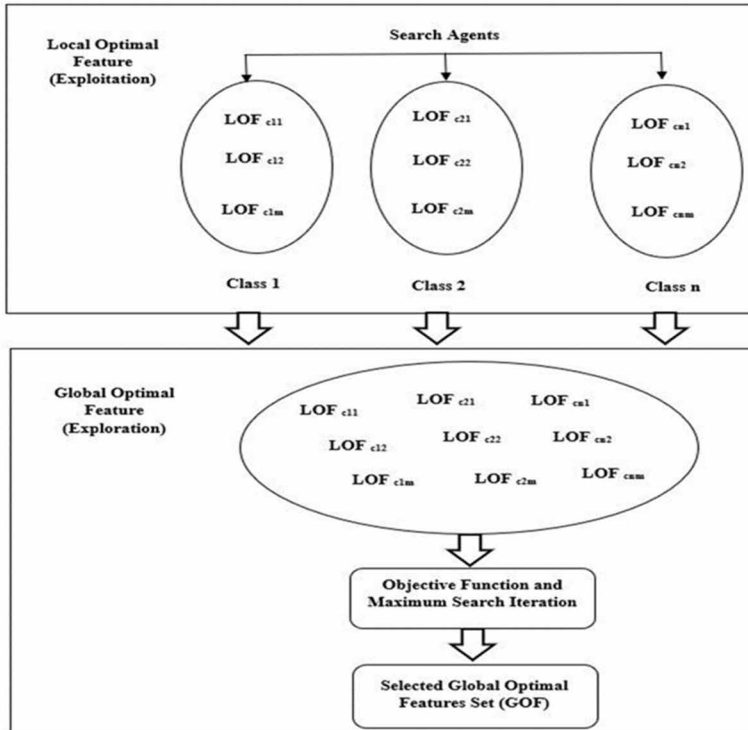 Search Agents
Local Optimal
Feature
(Exploitation)
LOF c11
LOF c12
LOF c1m
LOF c21
LOF c22
LOF c2m
LOF cn1
LOF cn2
LOF cnm
Class 1
Class 2
Class n
Global Optimal
Feature
(Exploration)
LOF c11
LOF c21
LOF cn1
LOF c12
LOF c22
LOF cn2
LOF c1m
LOF c2m
LOF cnm
Objective Function and
Maximum Search Iteration
Selected Global Optimal
Features Set (GOF)